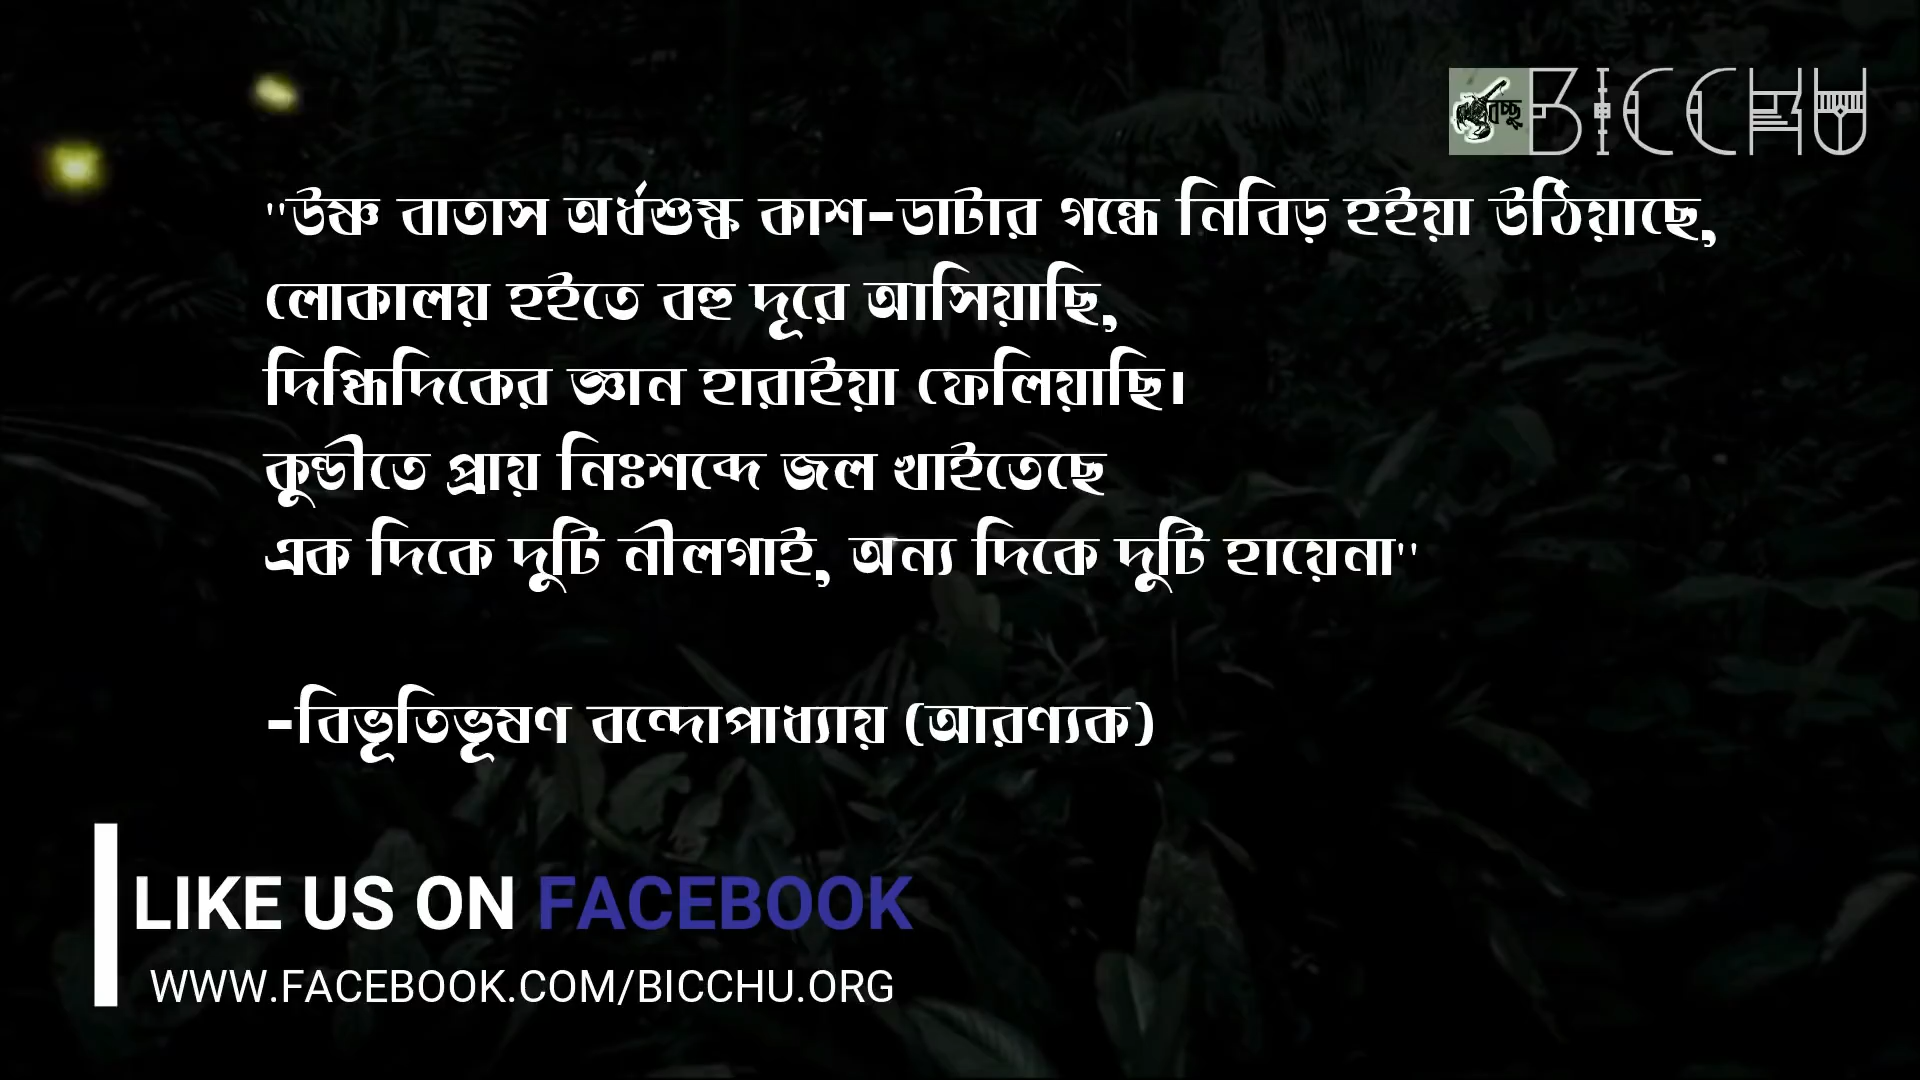 বিচ্ছু BICCHU
"উষ্ণ বাতাস অর্ধশুষ্ক কাশ-ডাটার গন্ধে নিবিড় হইয়া উঠিয়াছে,
লোকালয় হইতে বহু দূরে আসিয়াছি,
দিগ্বিদিকের জ্ঞান হারাইয়া ফেলিয়াছি।
কুন্ডীতে প্রায় নিঃশব্দে জল খাইতেছে
এক দিকে দুটি নীলগাই, অন্য দিকে দুটি হায়েনা"
-বিভূতিভূষণ বন্দোপাধ্যায় (আরণ্যক)
LIKE US ON FACEBOOK
WWW.FACEBOOK.COM/BICCHU.ORG